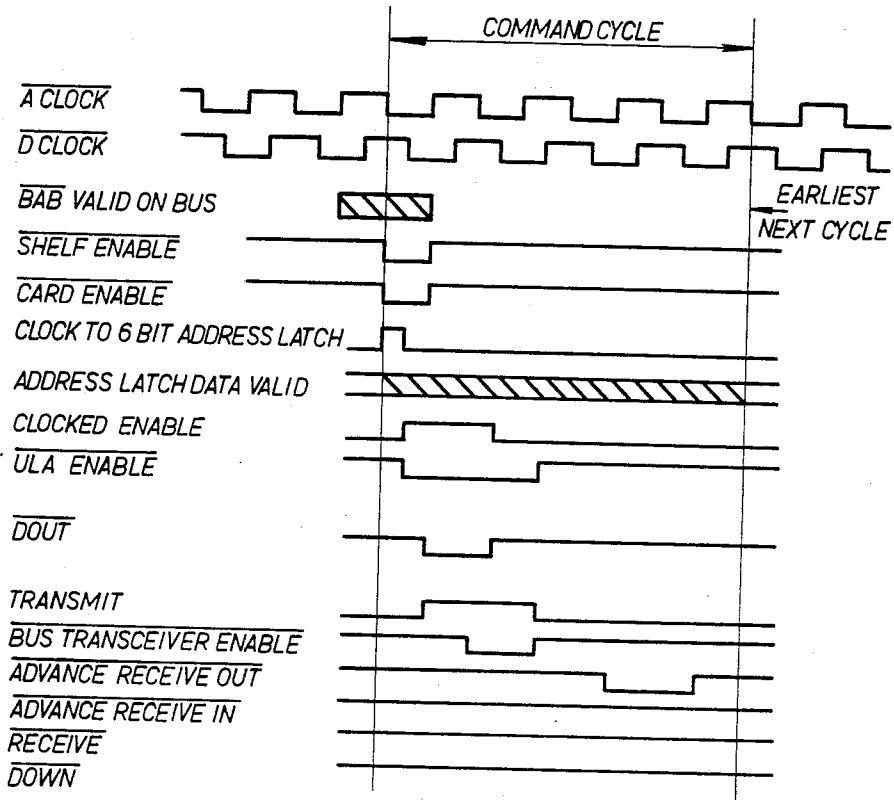 COMMAND CYCLE
A CLOCK
D CLOCK
BAB VALID ON BUS
EARLIEST
NEXT CYCLE
SHELF ENABLE
CARD ENABLE
CLOCK TO 6 BIT ADDRESS LATCH
ADDRESS LATCH DATA VALID
CLOCKED ENABLE
ULA ENABLE
DOUT
TRANSMIT
BUS TRANSCEIVER ENABLE
ADVANCE RECEIVE OUT
ADVANCE RECEIVE IN
RECEIVE
DOWN